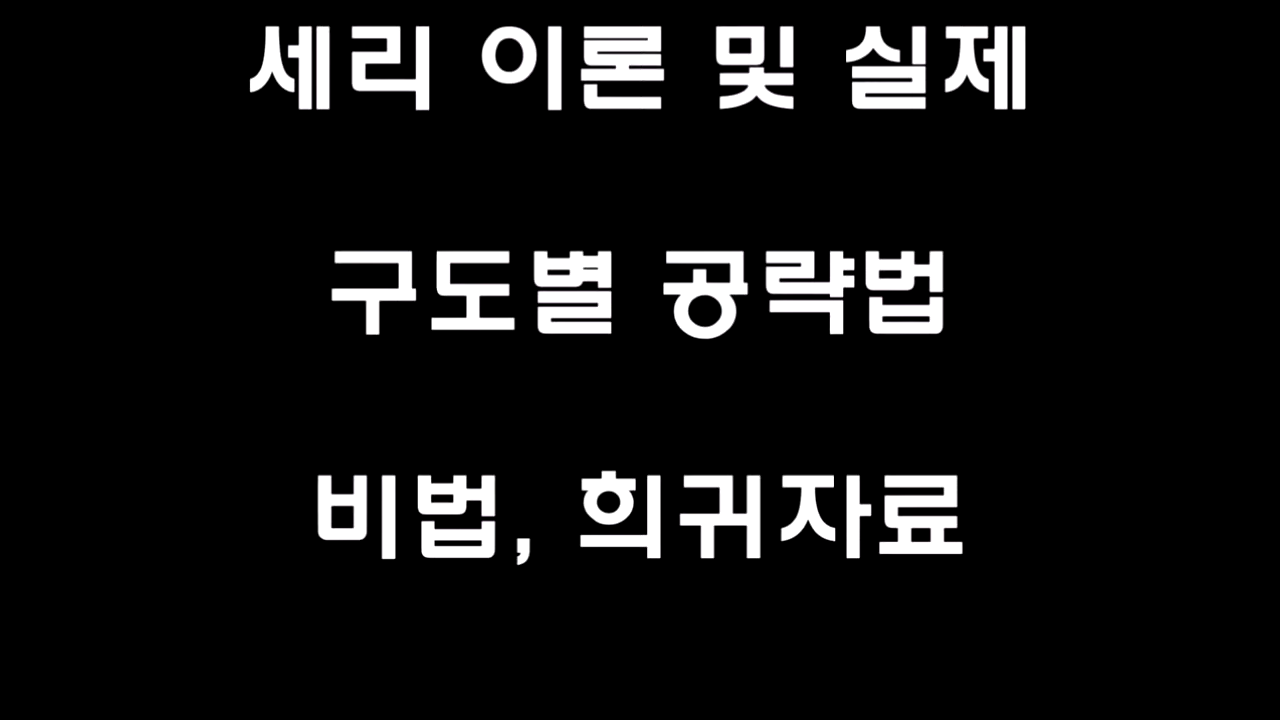 세리 이론 및 실제
구도별 공략법
비법, 희귀자료